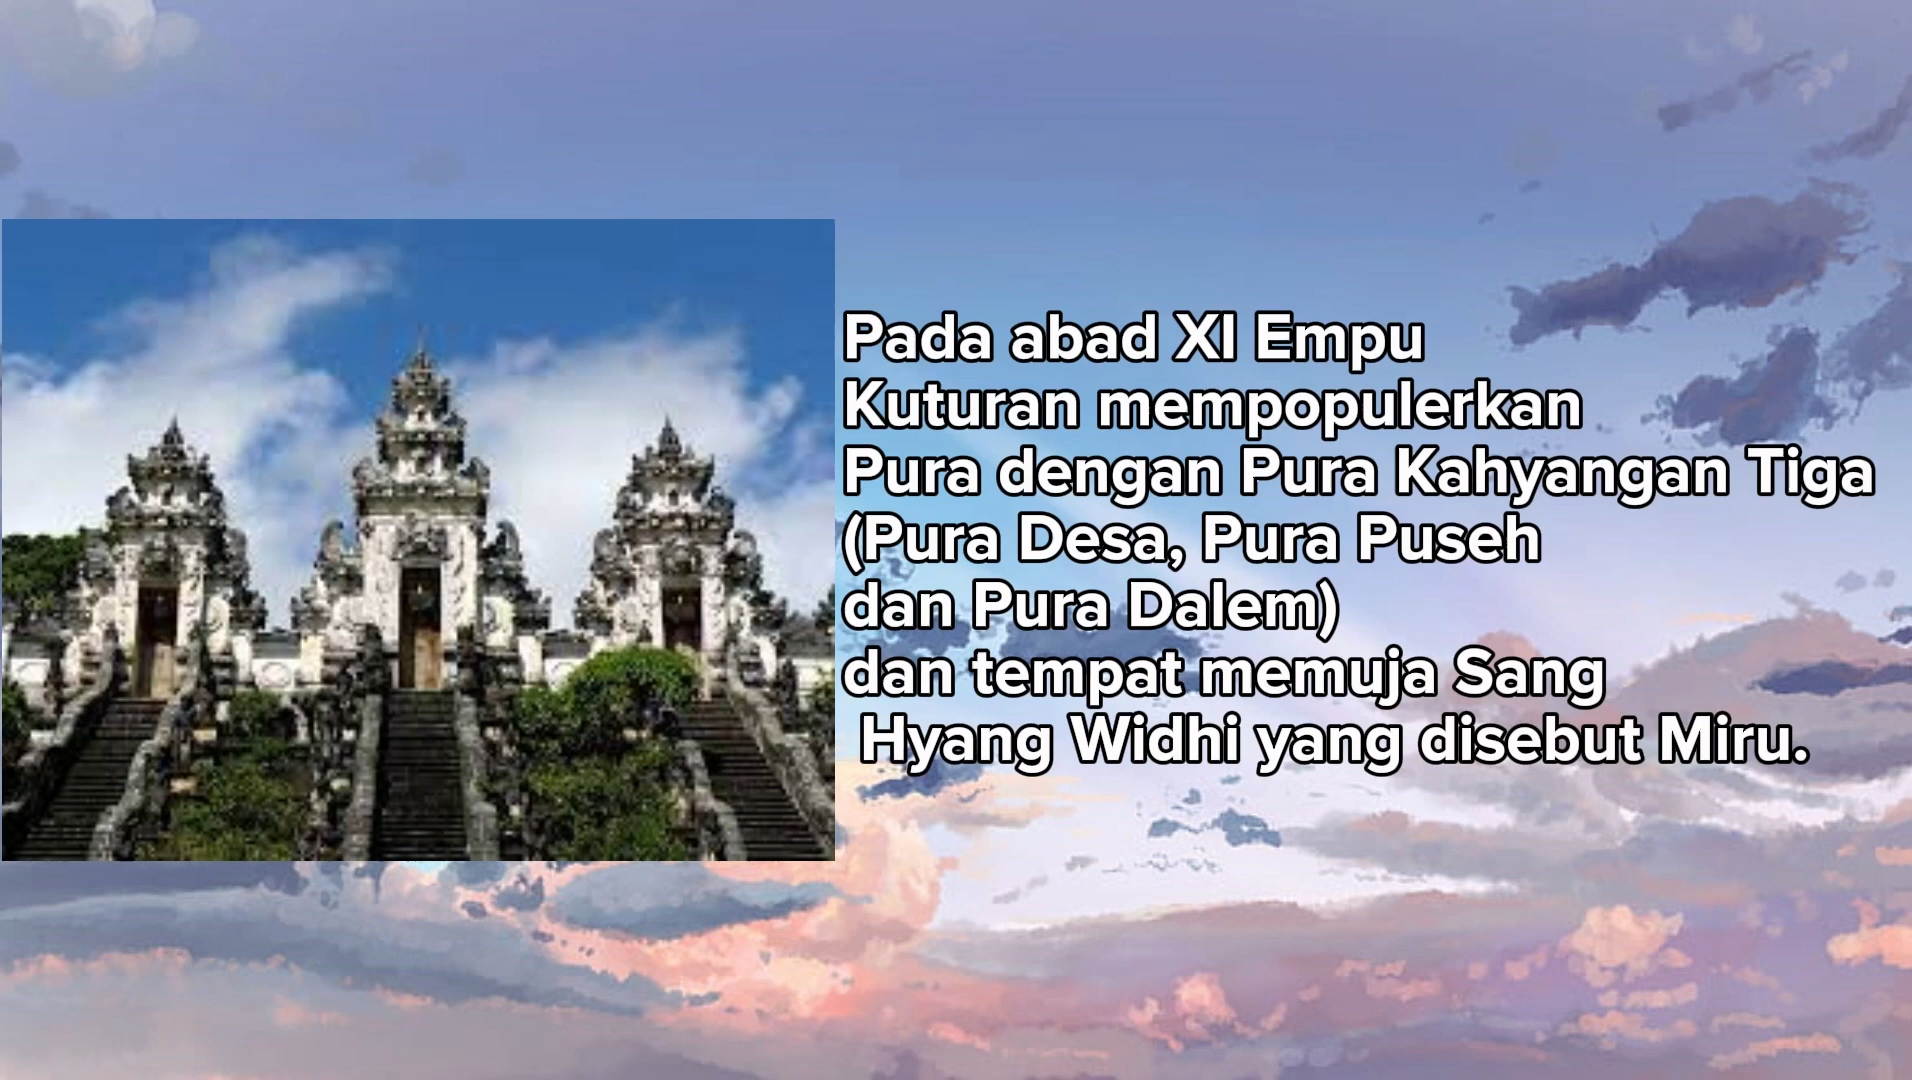 Pada abad XI Empu
Kuturan mempopulerkan
Pura dengan Pura Kahyangan Tiga
(Pura Desa, Pura Puseh
dan Pura Dalem)
dan tempat memuja Sang
Hyang Widhi yang disebut Miru.